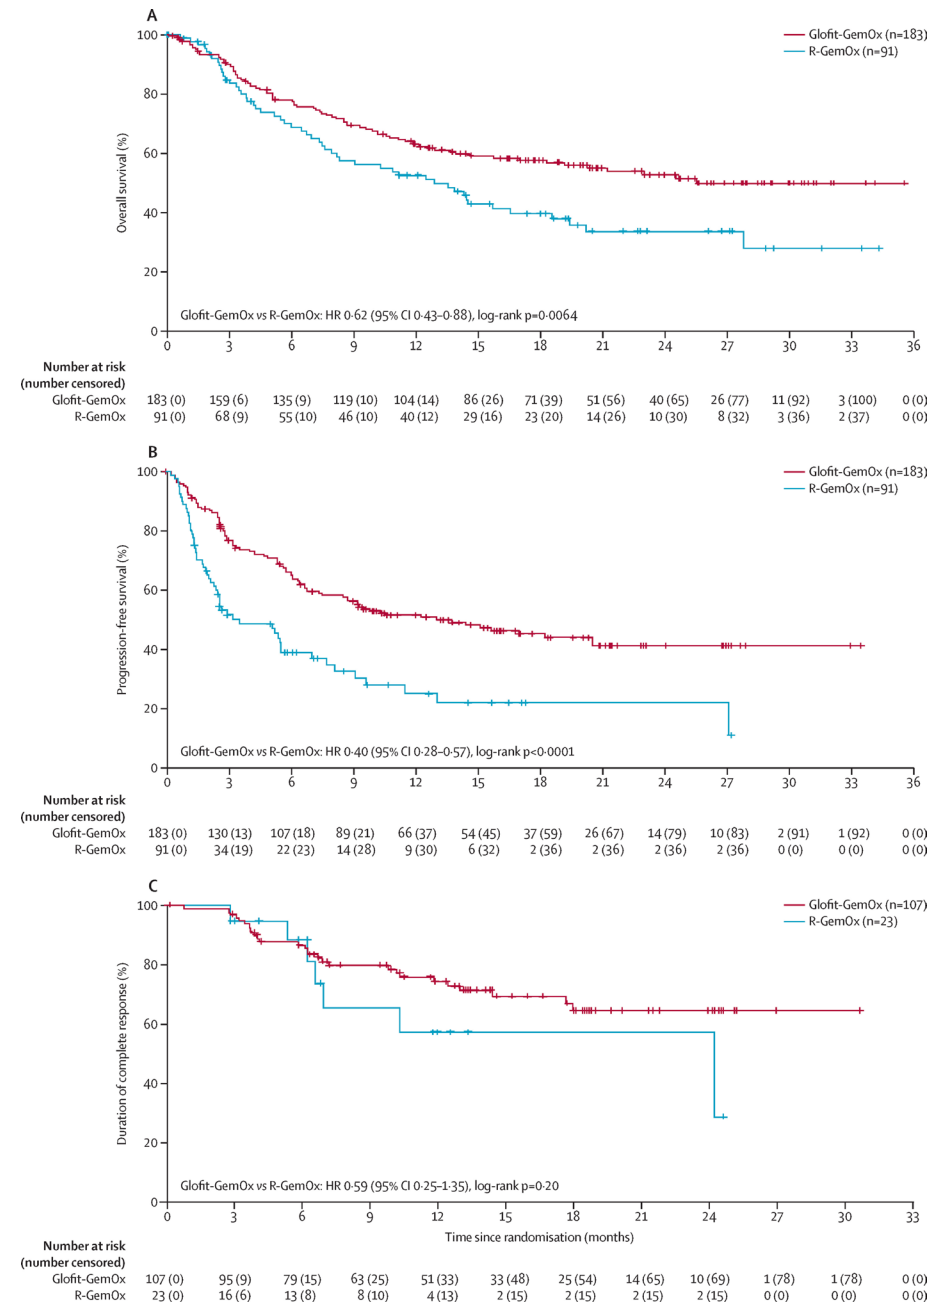 A
Glofit-GemOx (n=183)
R-GemOx (n=91)
Overall survival (%)
100
80
60
40
20
0
Glofit-GemOx vs R-GemOx: HR 0·62 (95% CI 0·43–0·88), log-rank p=0·0064
0 3 6 9 12 15 18 21 24 27 30 33 36
Number at risk
(number censored)
Glofit-GemOx 183 (0) 159 (6) 135 (9) 119 (10) 104 (14) 86 (26) 71 (39) 51 (56) 40 (65) 26 (77) 11 (92) 3 (100) 0 (0)
R-GemOx 91 (0) 68 (9) 55 (10) 46 (10) 40 (12) 29 (16) 23 (20) 14 (26) 10 (30) 8 (32) 3 (36) 2 (37) 0 (0)
B
Glofit-GemOx (n=183)
R-GemOx (n=91)
Progression-free survival (%)
100
80
60
40
20
0
Glofit-GemOx vs R-GemOx: HR 0·40 (95% CI 0·28–0·57), log-rank p<0·0001
0 3 6 9 12 15 18 21 24 27 30 33 36
Number at risk
(number censored)
Glofit-GemOx 183 (0) 130 (13) 107 (18) 89 (21) 66 (37) 54 (45) 37 (59) 26 (67) 14 (79) 10 (83) 2 (91) 1 (92) 0 (0)
R-GemOx 91 (0) 34 (19) 22 (23) 14 (28) 9 (30) 6 (32) 2 (36) 2 (36) 2 (36) 2 (36) 0 (0) 0 (0) 0 (0)
C
Glofit-GemOx (n=107)
R-GemOx (n=23)
Duration of complete response (%)
100
80
60
40
20
0
Glofit-GemOx vs R-GemOx: HR 0·59 (95% CI 0·25–1·35), log-rank p=0·20
0 3 6 9 12 15 18 21 24 27 30 33
Time since randomisation (months)
Number at risk
(number censored)
Glofit-GemOx 107 (0) 95 (9) 79 (15) 63 (25) 51 (33) 33 (48) 25 (54) 14 (65) 10 (69) 1 (78) 1 (78) 0 (0)
R-GemOx 23 (0) 16 (6) 13 (8) 8 (10) 4 (13) 2 (15) 2 (15) 2 (15) 2 (15) 0 (0) 0 (0) 0 (0)